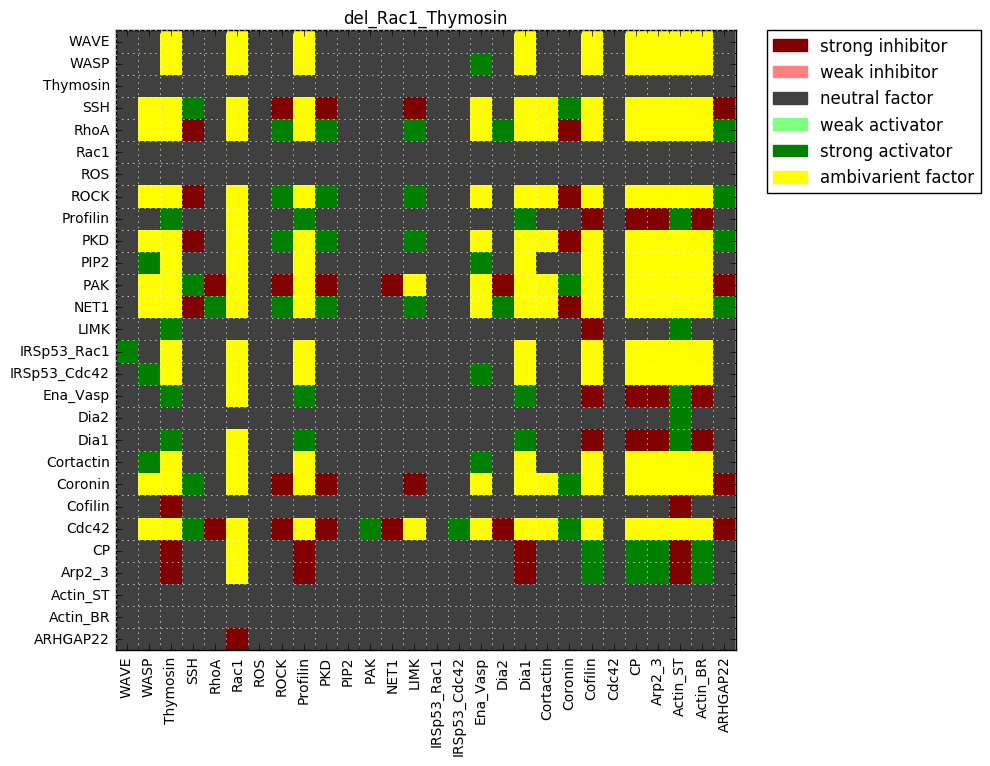 del_Rac1_Thymosin
WAVE
WASP
Thymosin
SSH
RhoA
Rac1
ROS
ROCK
Profilin
PKD
PIP2
PAK
NET1
LIMK
IRSp53_Rac1
IRSp53_Cdc42
Ena_Vasp
Dia2
Dia1
Cortactin
Coronin
Cofilin
Cdc42
CP
Arp2_3
Actin_ST
Actin_BR
ARHGAP22
WAVE
WASP
Thymosin
SSH
RhoA
Rac1
ROS
ROCK
Profilin
PKD
PIP2
PAK
NET1
LIMK
IRSp53_Rac1
IRSp53_Cdc42
Ena_Vasp
Dia2
Dia1
Cortactin
Coronin
Cofilin
Cdc42
CP
Arp2_3
Actin_ST
Actin_BR
ARHGAP22
strong inhibitor
weak inhibitor
neutral factor
weak activator
strong activator
ambivarient factor